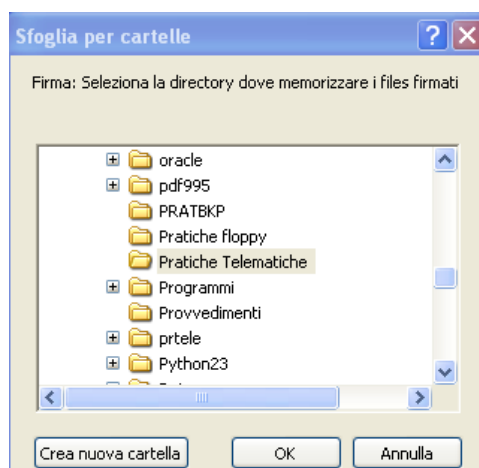 Sfoglia per cartelle
Firma: Seleziona la directory dove memorizzare i files firmati
oracle
pdf995
PRATBKP
Pratiche floppy
Pratiche Telematiche
Programmi
Provvedimenti
prtele
Python23
Crea nuova cartella OK Annulla